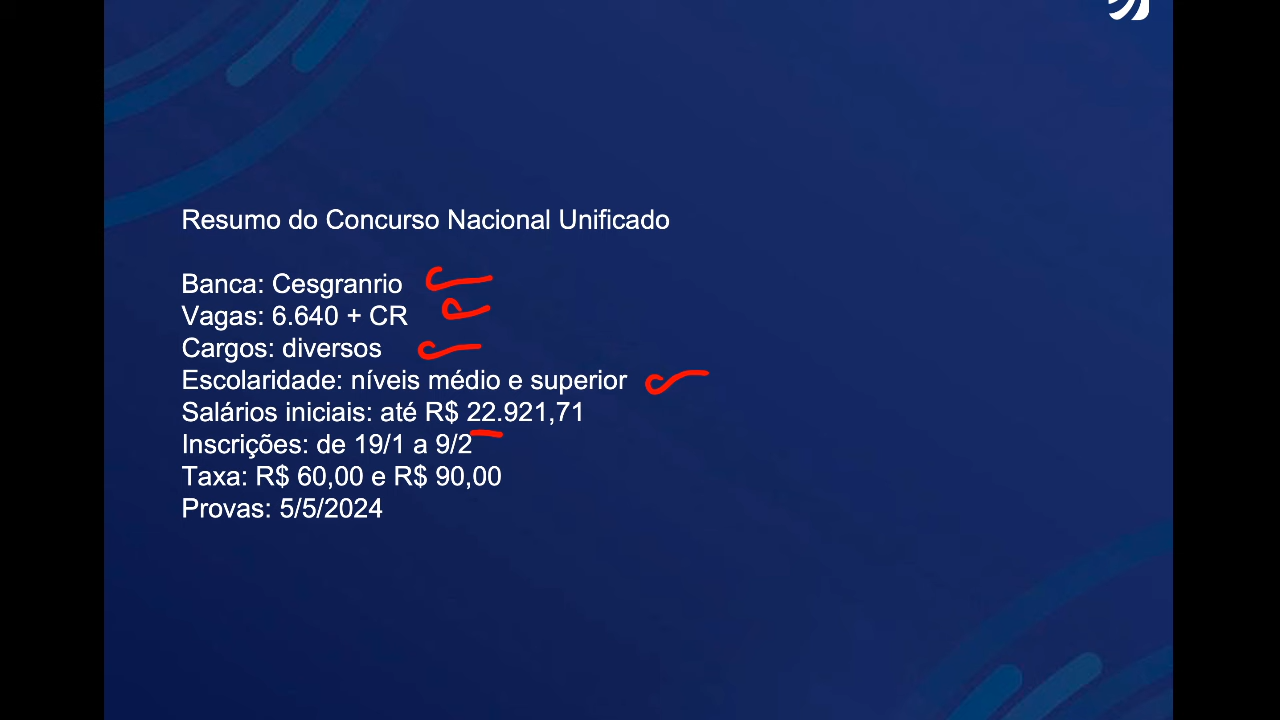 Resumo do Concurso Nacional Unificado
Banca: Cesgranrio
Vagas: 6.640 + CR
Cargos: diversos
Escolaridade: níveis médio e superior
Salários iniciais: até R$ 22.921,71
Inscrições: de 19/1 a 9/2
Taxa: R$ 60,00 e R$ 90,00
Provas: 5/5/2024